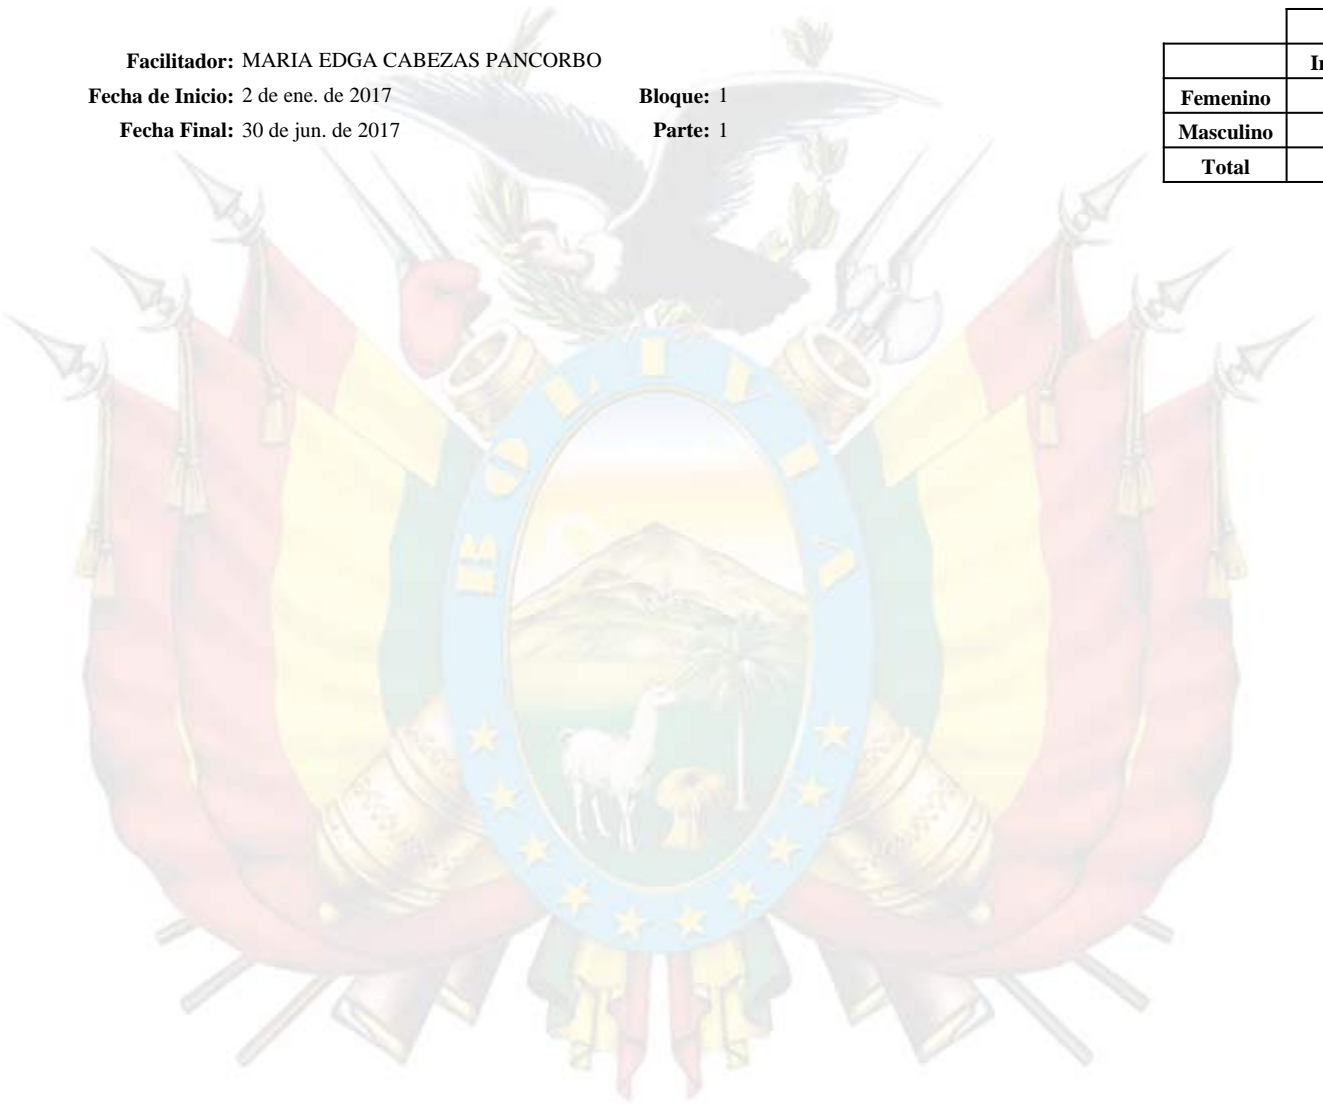 Facilitador: MARIA EDGA CABEZAS PANCORBO
Fecha de Inicio: 2 de ene. de 2017 Bloque: 1
Fecha Final: 30 de jun. de 2017 Parte: 1
Femenino
Masculino
Total
BOLIVIA